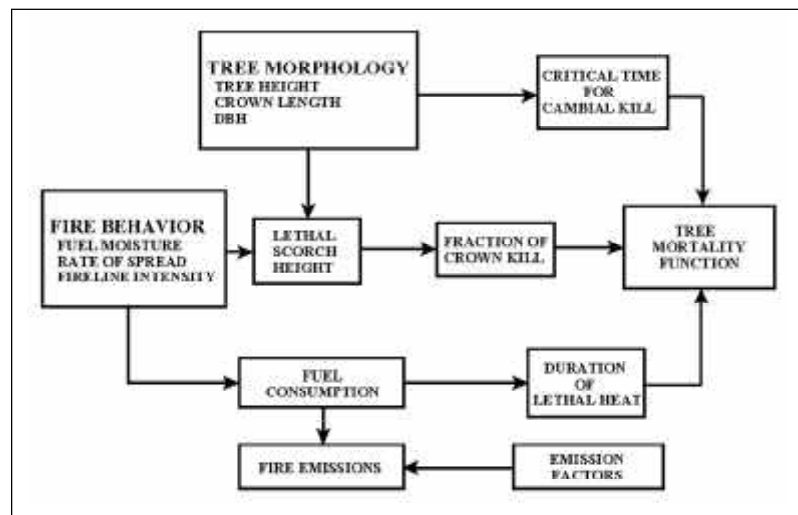 TREE MORPHOLOGY
TREE HEIGHT
CROWN LENGTH
DBH
CRITICAL TIME
FOR
CAMBIAL KILL
FIRE BEHAVIOR
FUEL MOISTURE
RATE OF SPREAD
FIRELINE INTENSITY
LETHAL
SCORCH
HEIGHT
FRACTION OF
CROWN KILL
TREE
MORTALITY
FUNCTION
FUEL
CONSUMPTION
DURATION
OF
LETHAL HEAT
FIRE EMISSIONS
EMISSION
FACTORS